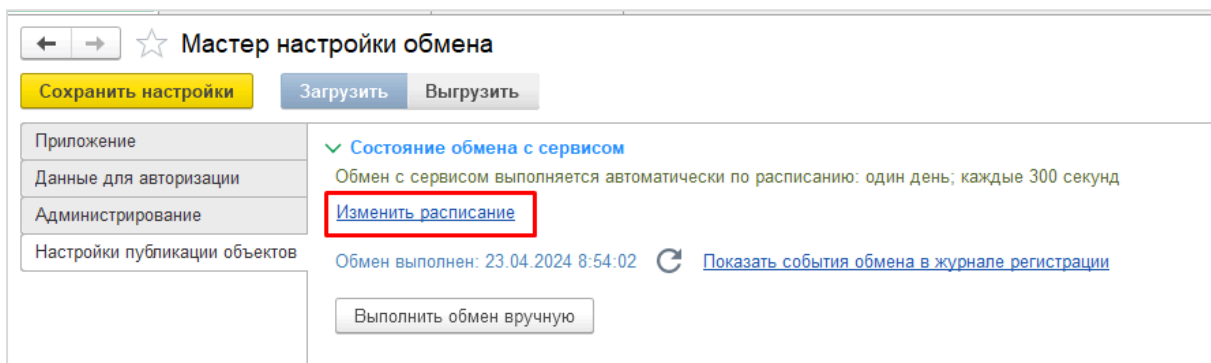 Мастер настройки обмена
Сохранить настройки Загрузить Выгрузить
Приложение
Данные для авторизации
Администрирование
Настройки публикации объектов
Состояние обмена с сервисом
Обмен с сервисом выполняется автоматически по расписанию: один день; каждые 300 секунд
Изменить расписание
Обмен выполнен: 23.04.2024 8:54:02 Показать события обмена в журнале регистрации
Выполнить обмен вручную